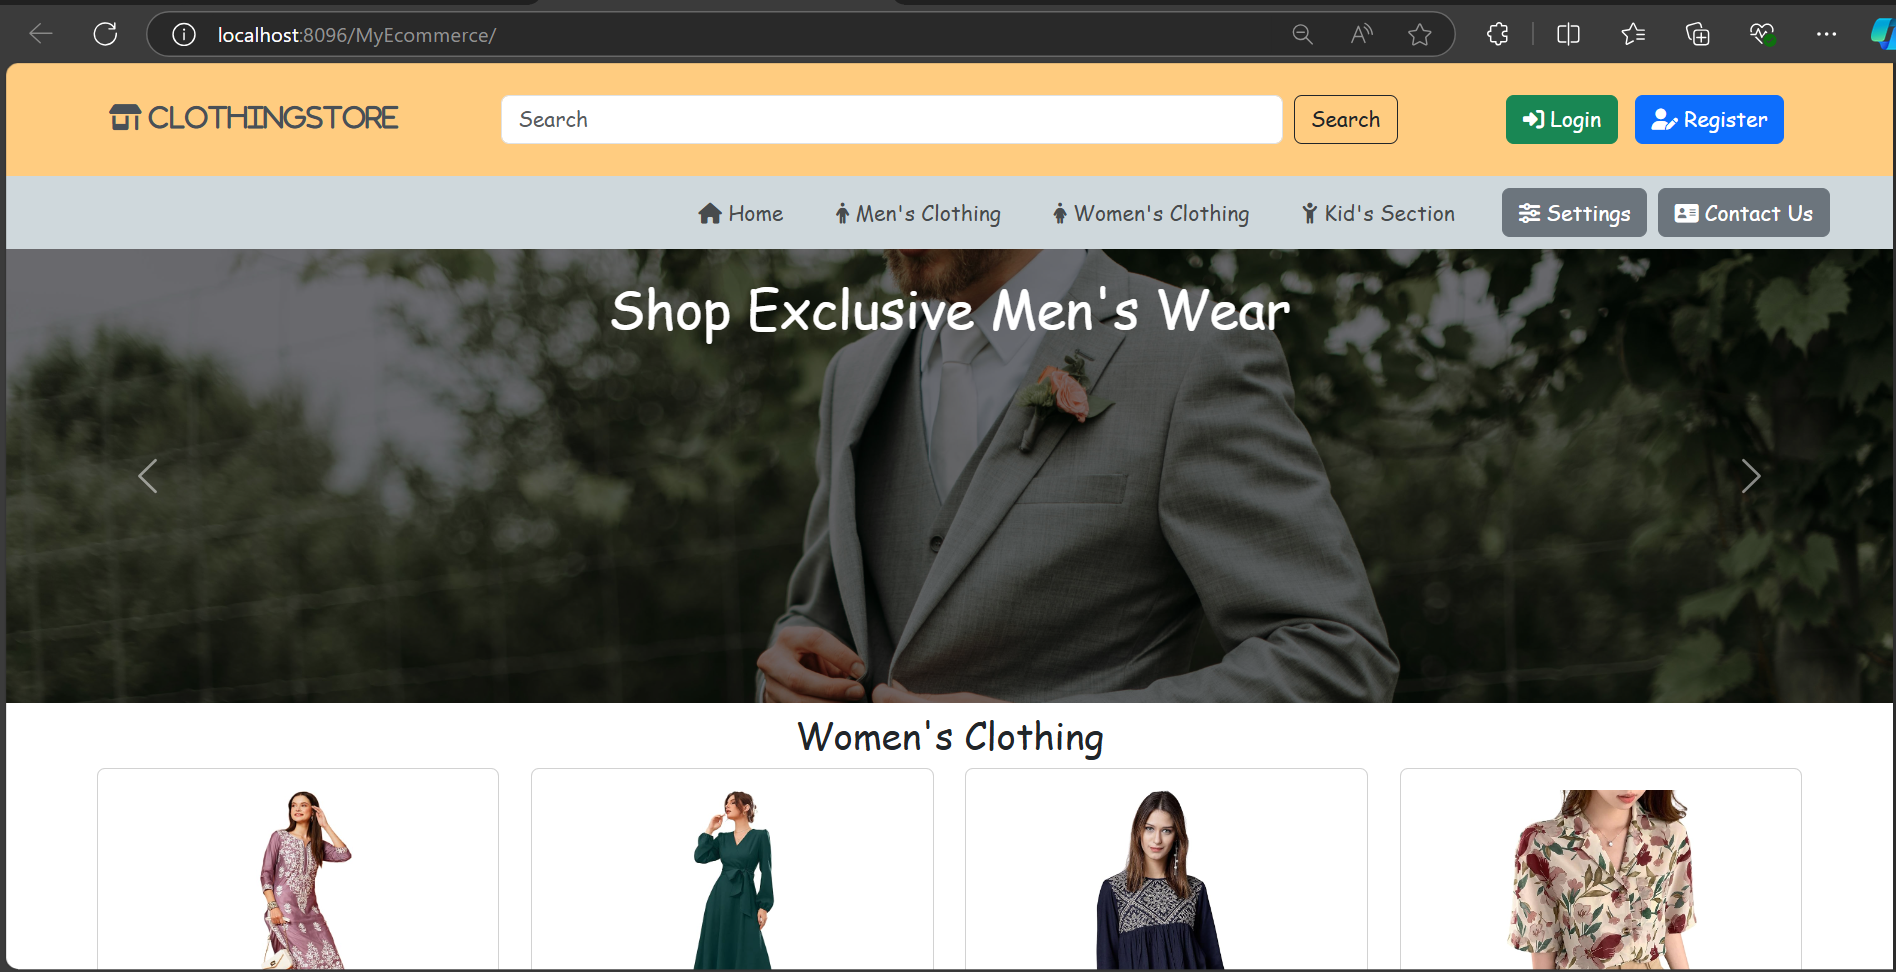 localhost:8096/MyEcommerce/
CLOTHINGSTORE
Search
Search
Login
Register
Home
Men's Clothing
Women's Clothing
Kid's Section
Settings
Contact Us
Shop Exclusive Men's Wear
Women's Clothing